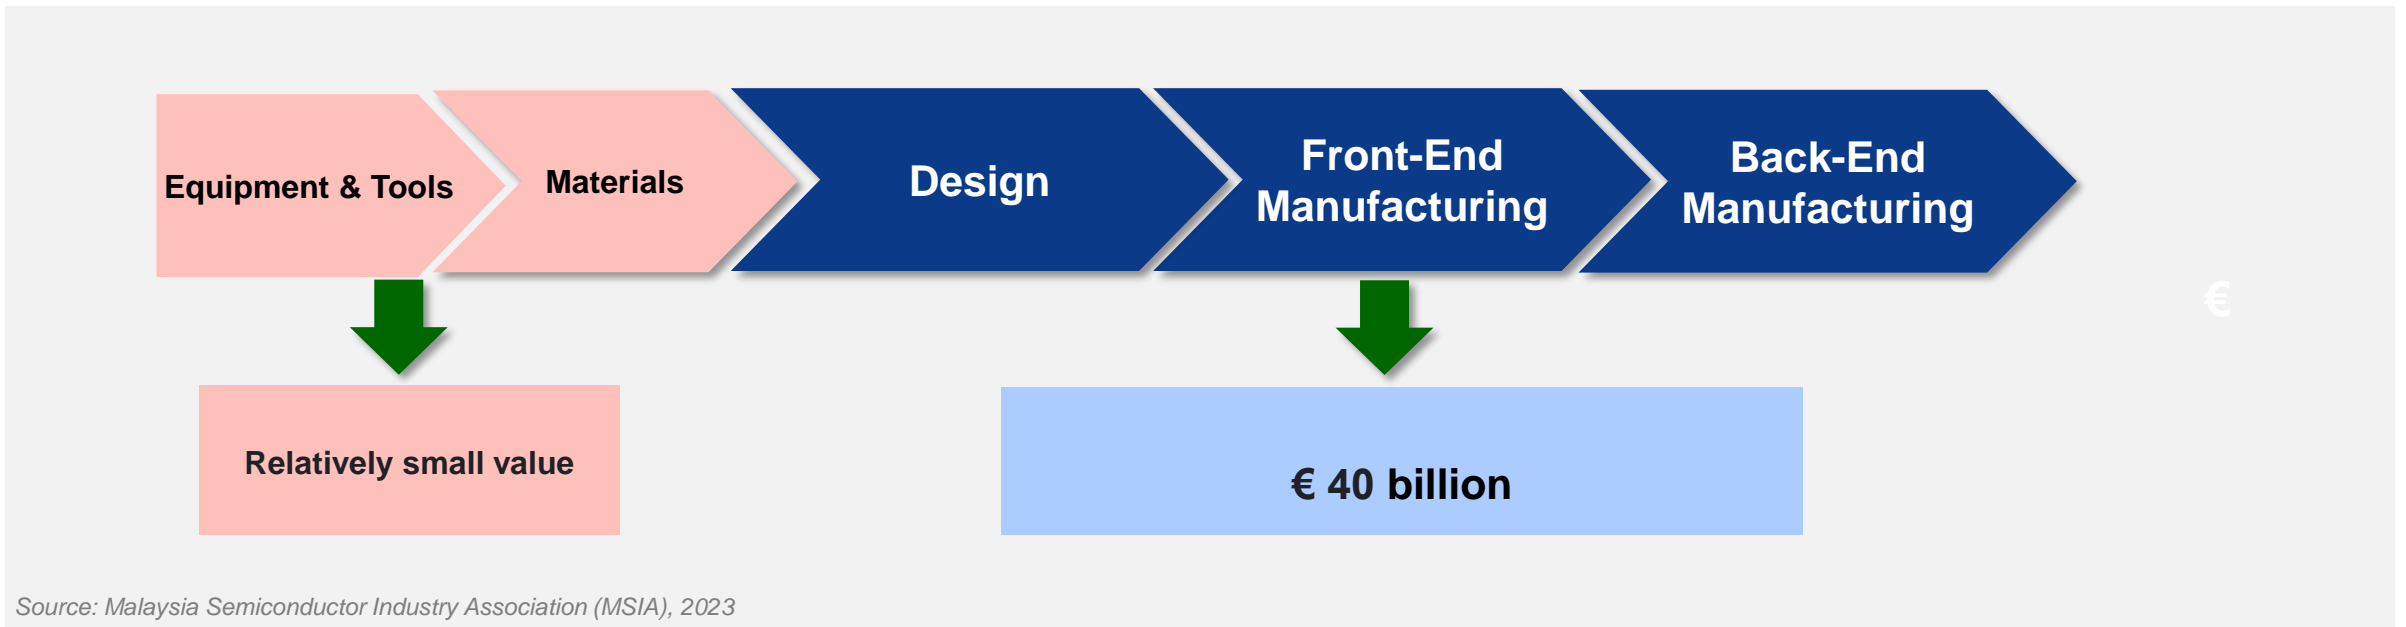 Equipment & Tools
Materials
Design
Front-End
Manufacturing
Back-End
Manufacturing
€
Relatively small value
€ 40 billion
Source: Malaysia Semiconductor Industry Association (MSIA), 2023